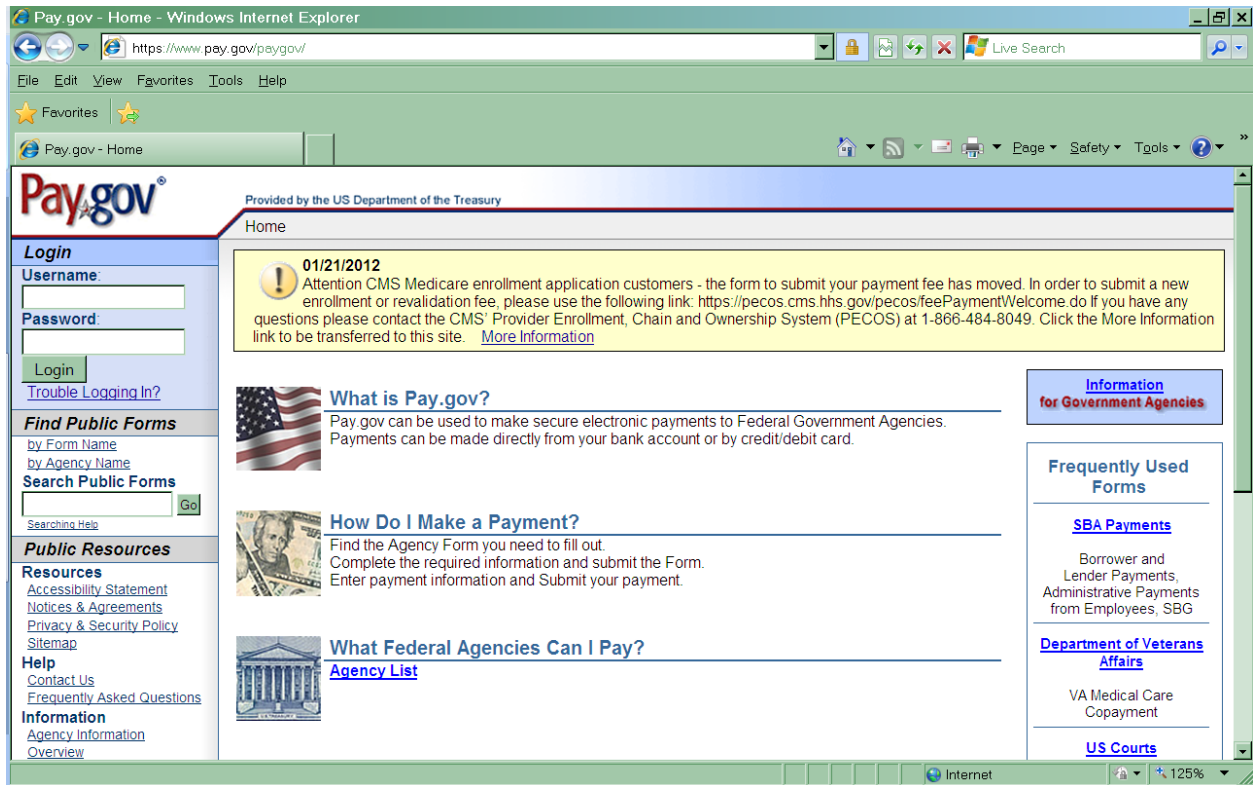 Pay.gov - Home - Windows Internet Explorer
https://www.pay.gov/paygov/
Live Search
File Edit View Favorites Tools Help
Favorites
Pay.gov - Home
Page Safety Tools
Pay.gov®
Provided by the US Department of the Treasury
Home
Login
Username:
Password:
Login
Trouble Logging In?
Find Public Forms
by Form Name
by Agency Name
Search Public Forms
Go
Searching Help
Public Resources
Resources
Accessibility Statement
Notices & Agreements
Privacy & Security Policy
Sitemap
Help
Contact Us
Frequently Asked Questions
Information
Agency Information
Overview
01/21/2012
Attention CMS Medicare enrollment application customers - the form to submit your payment fee has moved. In order to submit a new
enrollment or revalidation fee, please use the following link: https://pecos.cms.hhs.gov/pecos/feePaymentWelcome.do If you have any
questions please contact the CMS' Provider Enrollment, Chain and Ownership System (PECOS) at 1-866-484-8049. Click the More Information
link to be transferred to this site. More Information
What is Pay.gov?
Pay.gov can be used to make secure electronic payments to Federal Government Agencies.
Payments can be made directly from your bank account or by credit/debit card.
How Do I Make a Payment?
Find the Agency Form you need to fill out.
Complete the required information and submit the Form.
Enter payment information and Submit your payment.
What Federal Agencies Can I Pay?
Agency List
Information
for Government Agencies
Frequently Used
Forms
SBA Payments
Borrower and
Lender Payments,
Administrative Payments
from Employees, SBG
Department of Veterans
Affairs
VA Medical Care
Copayment
US Courts
Internet
125%